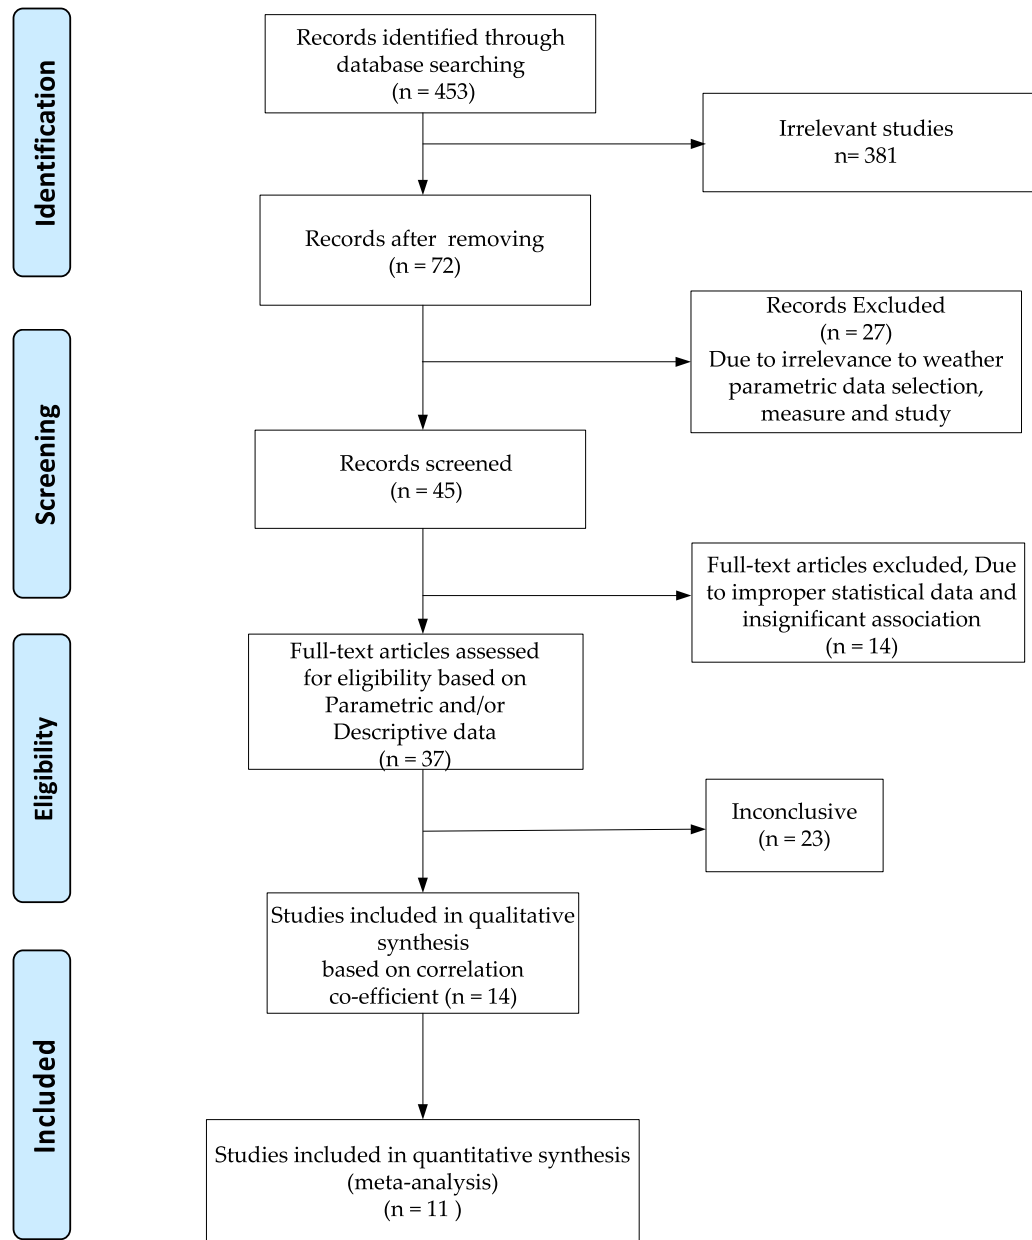 Identification
Records identified through
database searching
(n = 453)
Irrelevant studies
n= 381
Records after  removing
(n = 72)
Records Excluded
(n = 27)
Due to irrelevance to weather
parametric data selection,
measure and study
Screening
Records screened
(n = 45)
Full-text articles excluded, Due
to improper statistical data and
insignificant association
(n = 14)
Eligibility
Full-text articles assessed
for eligibility based on
Parametric and/or
Descriptive data
(n = 37)
Inconclusive
(n = 23)
Studies included in qualitative
synthesis
based on correlation
co-efficient (n = 14)
Included
Studies included in quantitative synthesis
(meta-analysis)
(n = 11 )